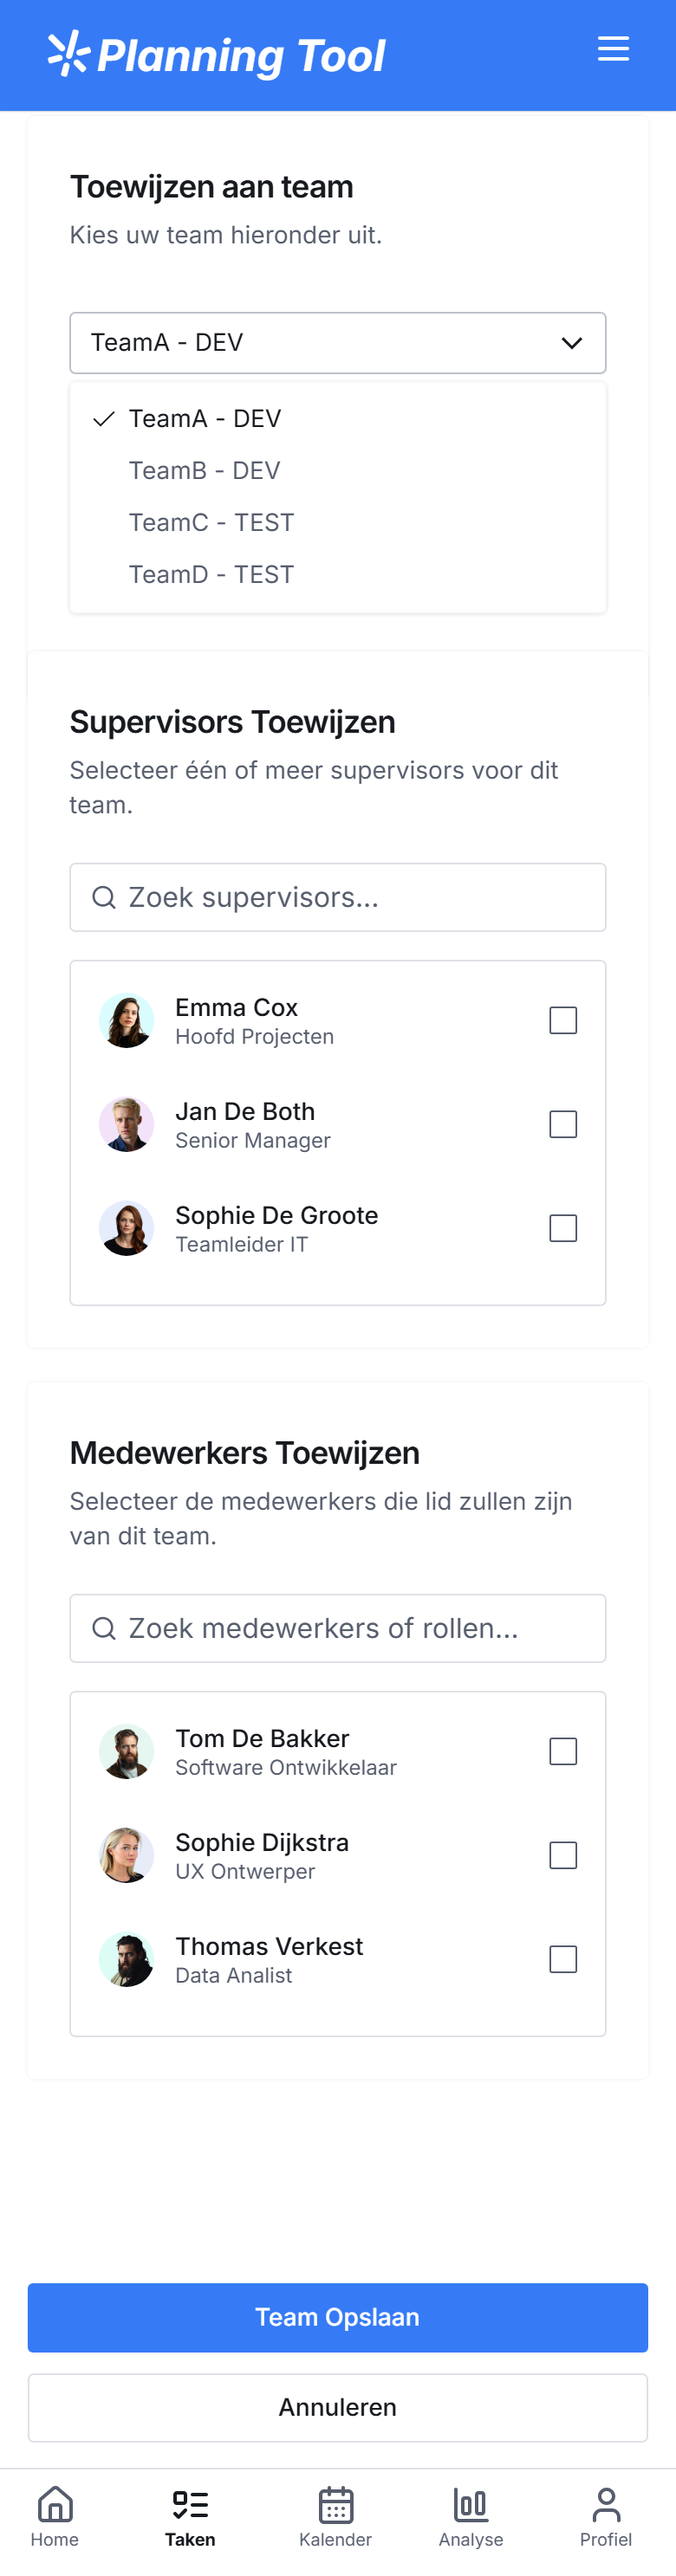 Planning Tool
Toewijzen aan team
Kies uw team hieronder uit.
TeamA - DEV
TeamA - DEV
TeamB - DEV
TeamC - TEST
TeamD - TEST
Supervisors Toewijzen
Selecteer één of meer supervisors voor dit
team.
Zoek supervisors...
Emma Cox
Hoofd Projecten
Jan De Both
Senior Manager
Sophie De Groote
Teamleider IT
Medewerkers Toewijzen
Selecteer de medewerkers die lid zullen zijn
van dit team.
Zoek medewerkers of rollen...
Tom De Bakker
Software Ontwikkelaar
Sophie Dijkstra
UX Ontwerper
Thomas Verkest
Data Analist
Team Opslaan
Annuleren
Home
Taken
Kalender
Analyse
Profiel